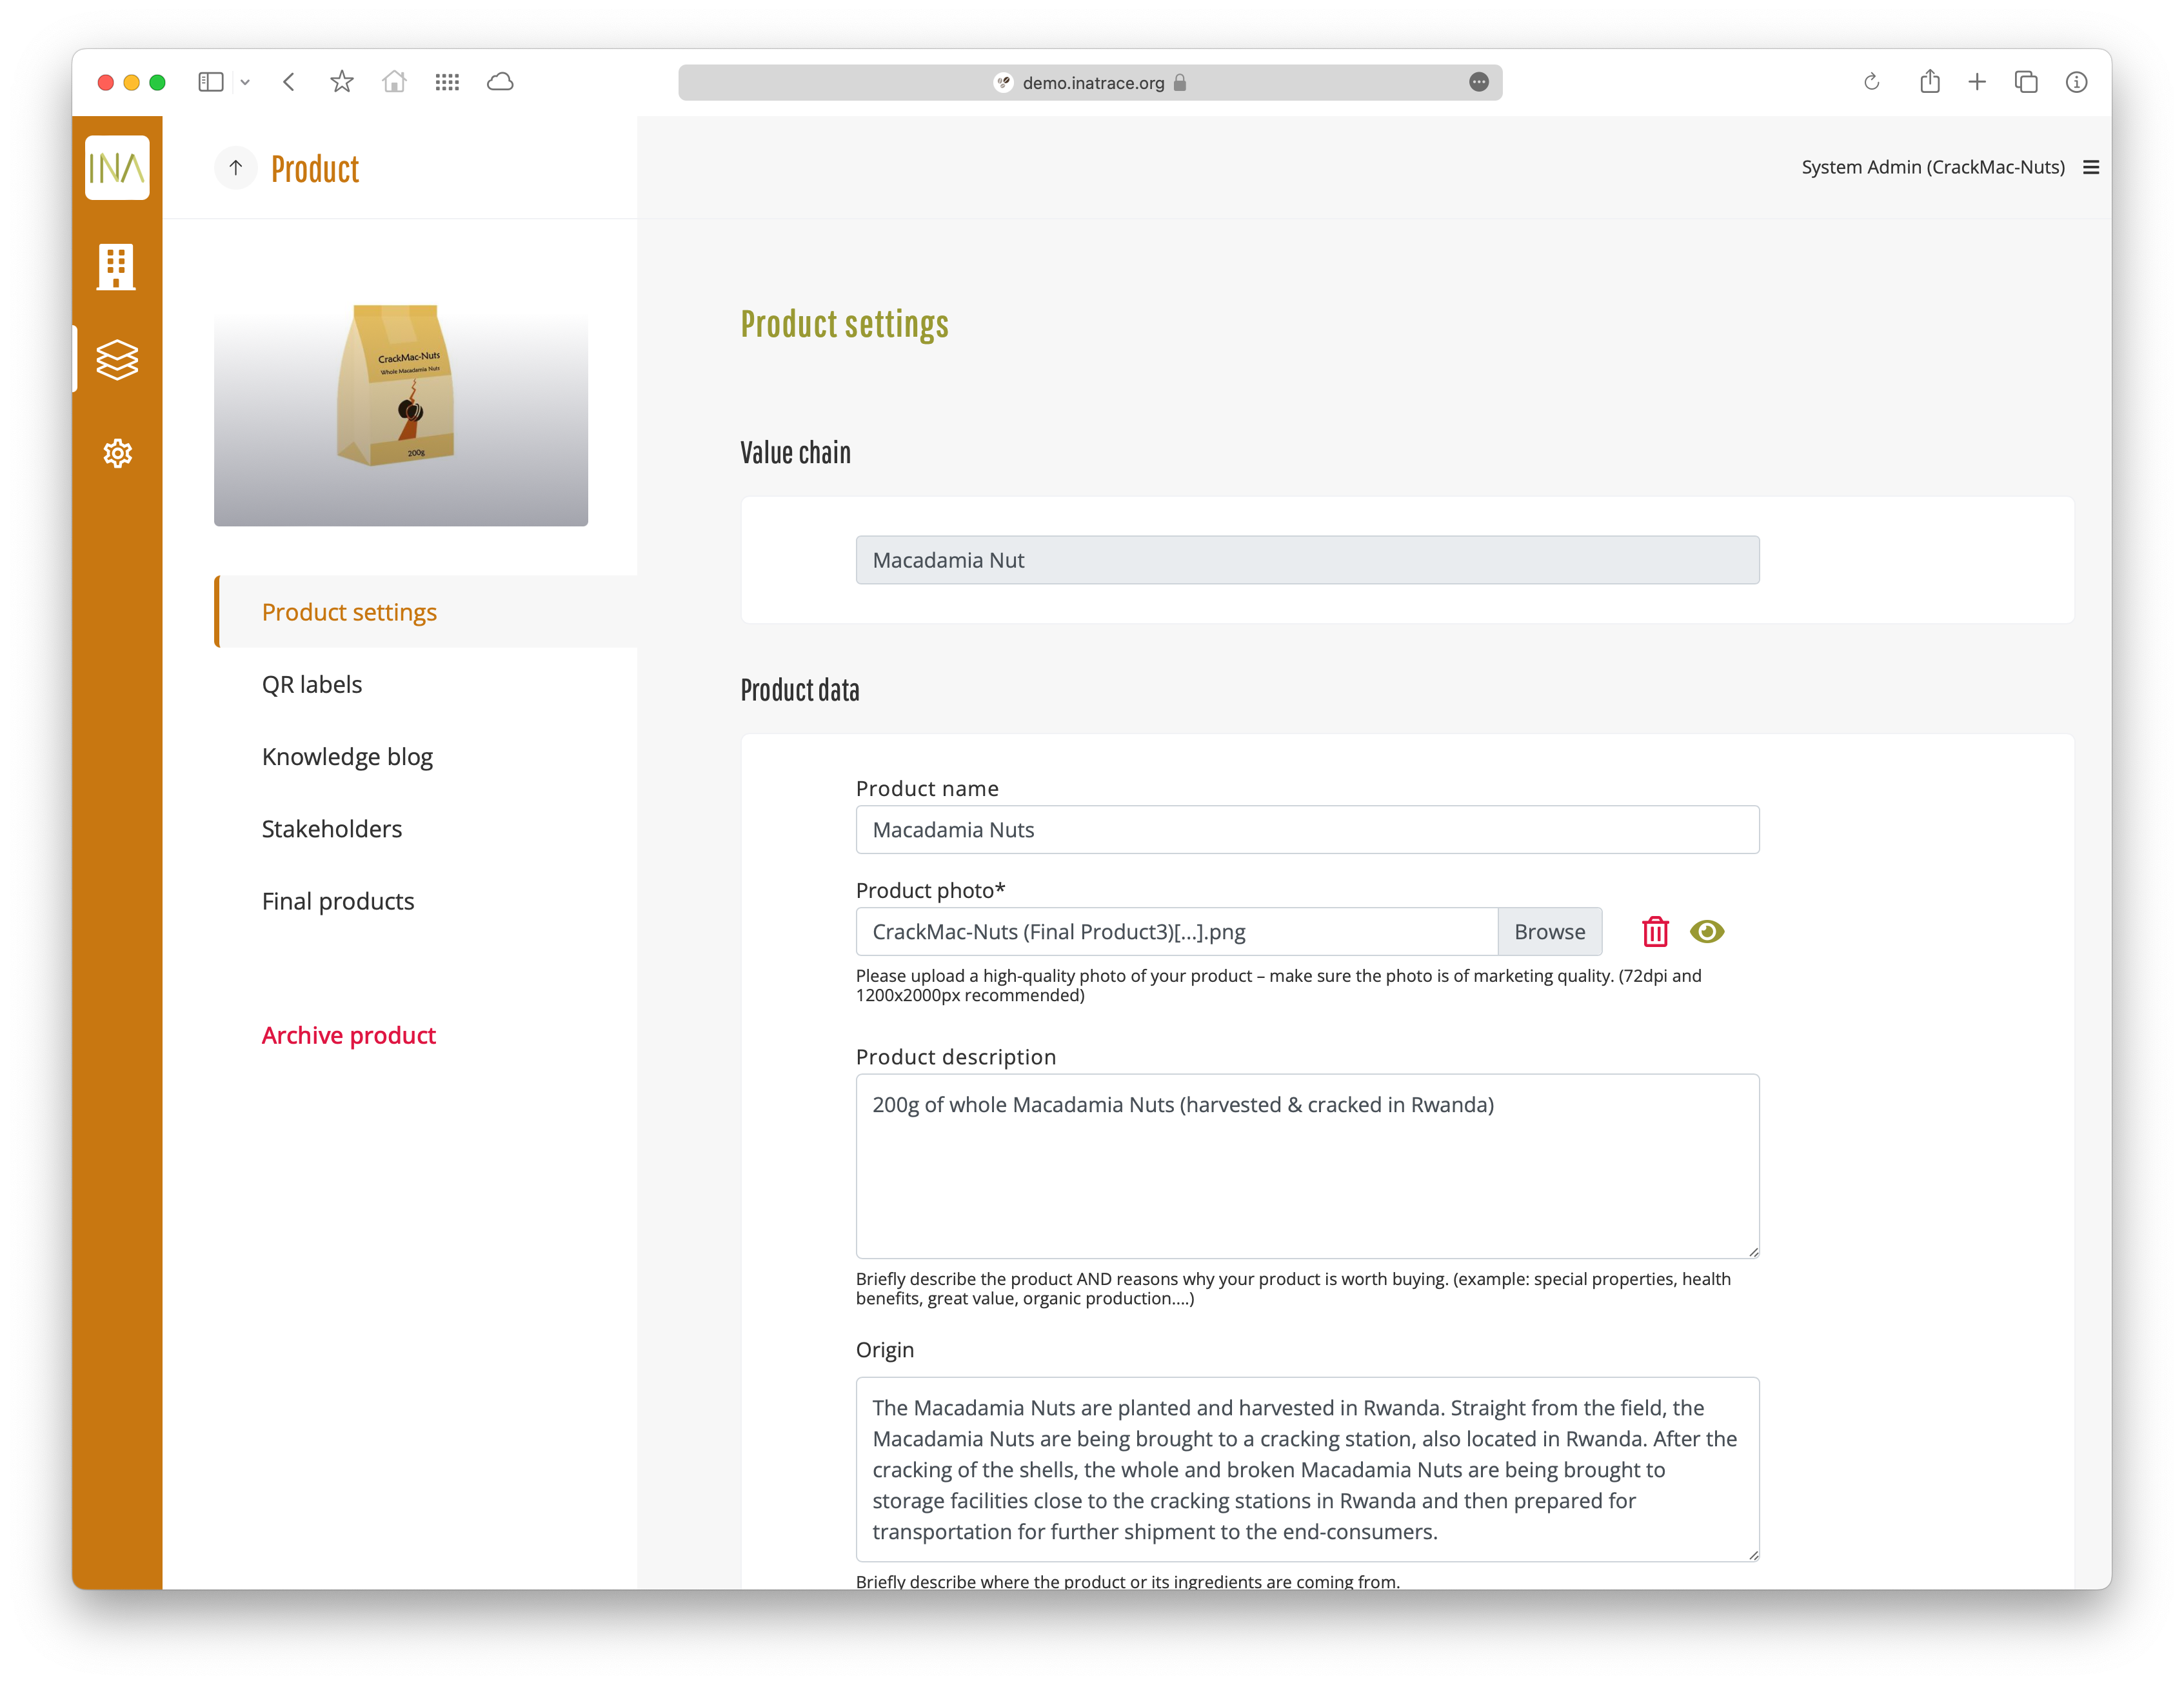 demo.inatrace.org
INA
Product
System Admin (CrackMac-Nuts)
CrackMac-Nuts
Whole Macadamia Nuts
200g
Product settings
QR labels
Knowledge blog
Stakeholders
Final products
Archive product
Product settings
Value chain
Macadamia Nut
Product data
Product name
Macadamia Nuts
Product photo*
CrackMac-Nuts (Final Product3)[...].png
Browse
Please upload a high-quality photo of your product – make sure the photo is of marketing quality. (72dpi and
1200x2000px recommended)
Product description
200g of whole Macadamia Nuts (harvested & cracked in Rwanda)
Briefly describe the product AND reasons why your product is worth buying. (example: special properties, health
benefits, great value, organic production....)
Origin
The Macadamia Nuts are planted and harvested in Rwanda. Straight from the field, the
Macadamia Nuts are being brought to a cracking station, also located in Rwanda. After the
cracking of the shells, the whole and broken Macadamia Nuts are being brought to
storage facilities close to the cracking stations in Rwanda and then prepared for
transportation for further shipment to the end-consumers.
Briefly describe where the product or its ingredients are coming from.